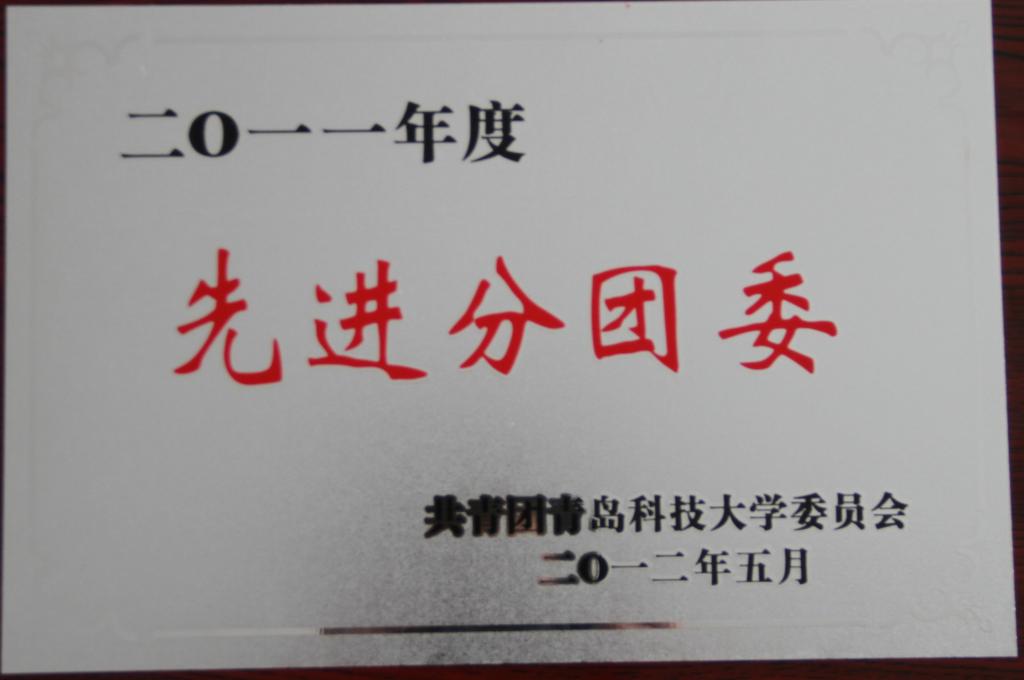 二O一一年度
先进分团委
共青团青岛科技大学委员会
二O一二年五月